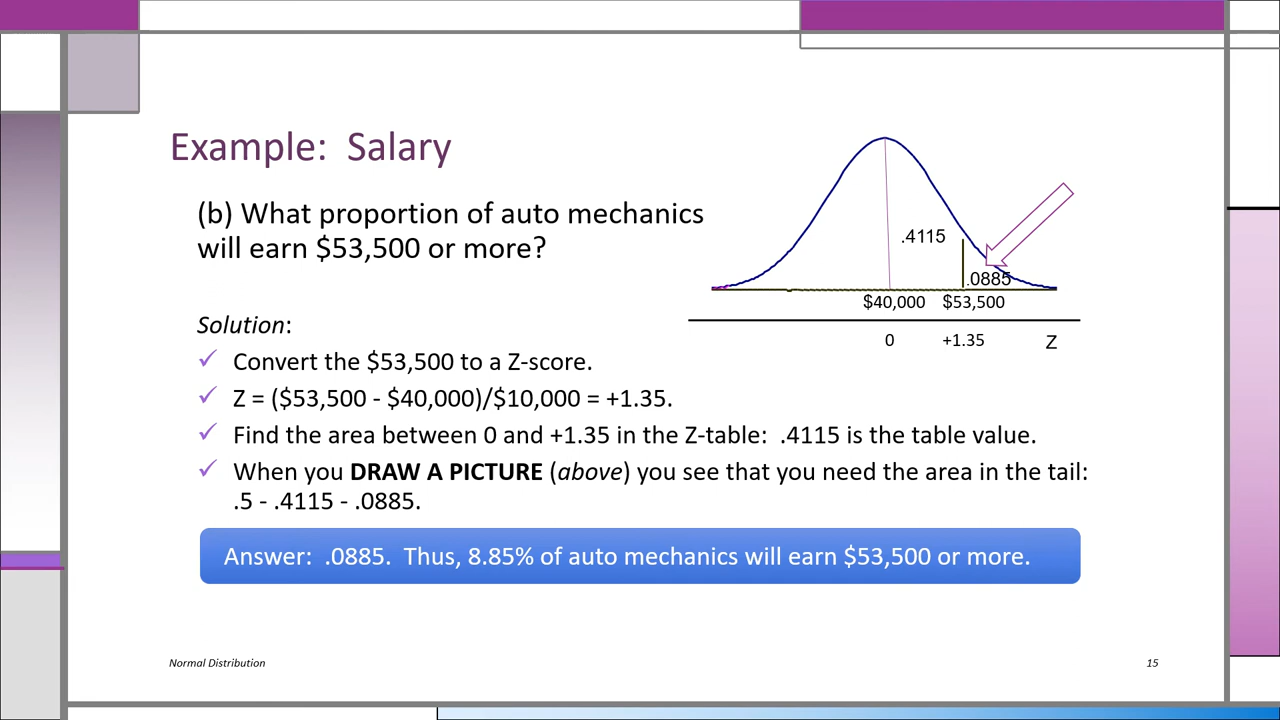 Example: Salary
(b) What proportion of auto mechanics
will earn $53,500 or more?
.4115
.0885
$40,000 $53,500
0 +1.35 Z
Solution:
✓ Convert the $53,500 to a Z-score.
✓ Z = ($53,500 - $40,000)/$10,000 = +1.35.
✓ Find the area between 0 and +1.35 in the Z-table: .4115 is the table value.
✓ When you DRAW A PICTURE (above) you see that you need the area in the tail:
.5 - .4115 - .0885.
Answer: .0885. Thus, 8.85% of auto mechanics will earn $53,500 or more.
Normal Distribution 15